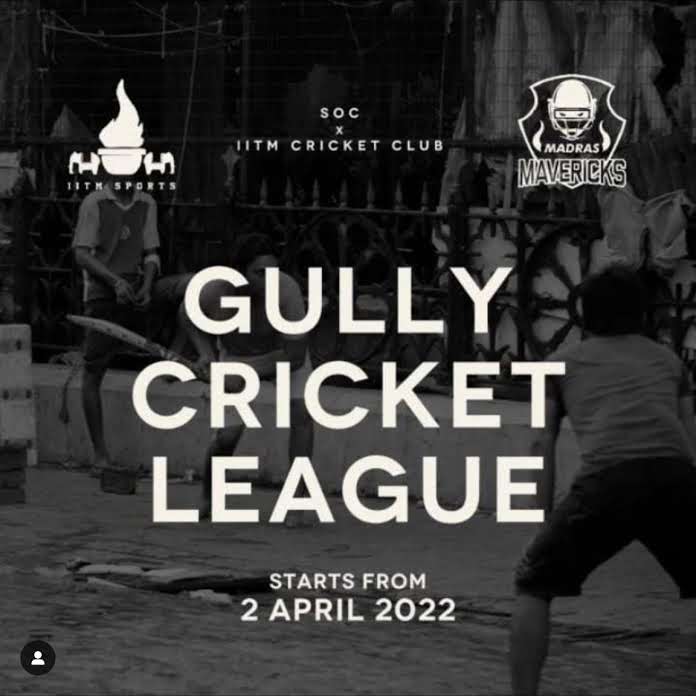 SOC
x
IITM CRICKET CLUB
IITM SPORTS
MADRAS
MAVERICKS
GULLY
CRICKET
LEAGUE
STARTS FROM
2 APRIL 2022